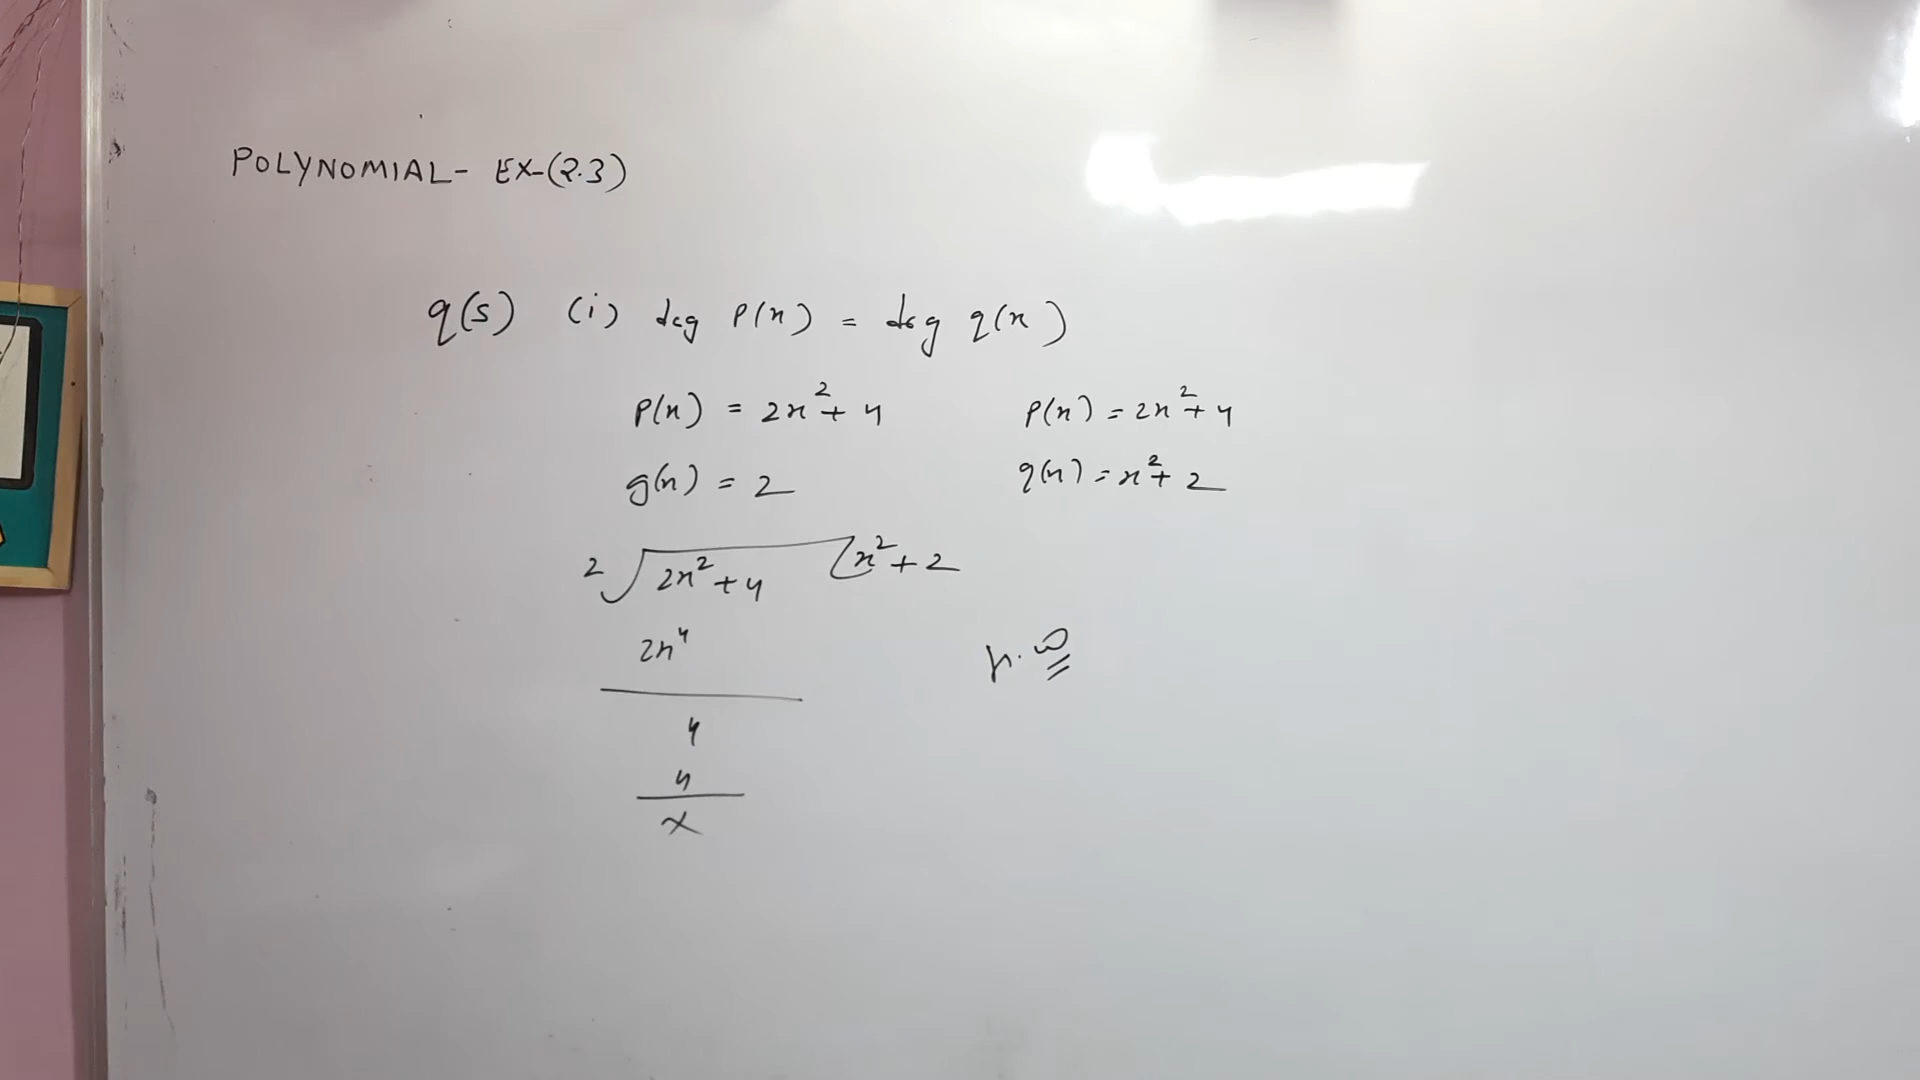 POLYNOMIAL- EX-(2.3)
q(5) (i) deg P(x) = deg q(x)
P(x) = 2x²+ 4
P(x) = 2x²+ 4
g(x) = 2
q(x) = x²+ 2
2 2x²+4 x²+2
2x⁴
4
4
x
h.w